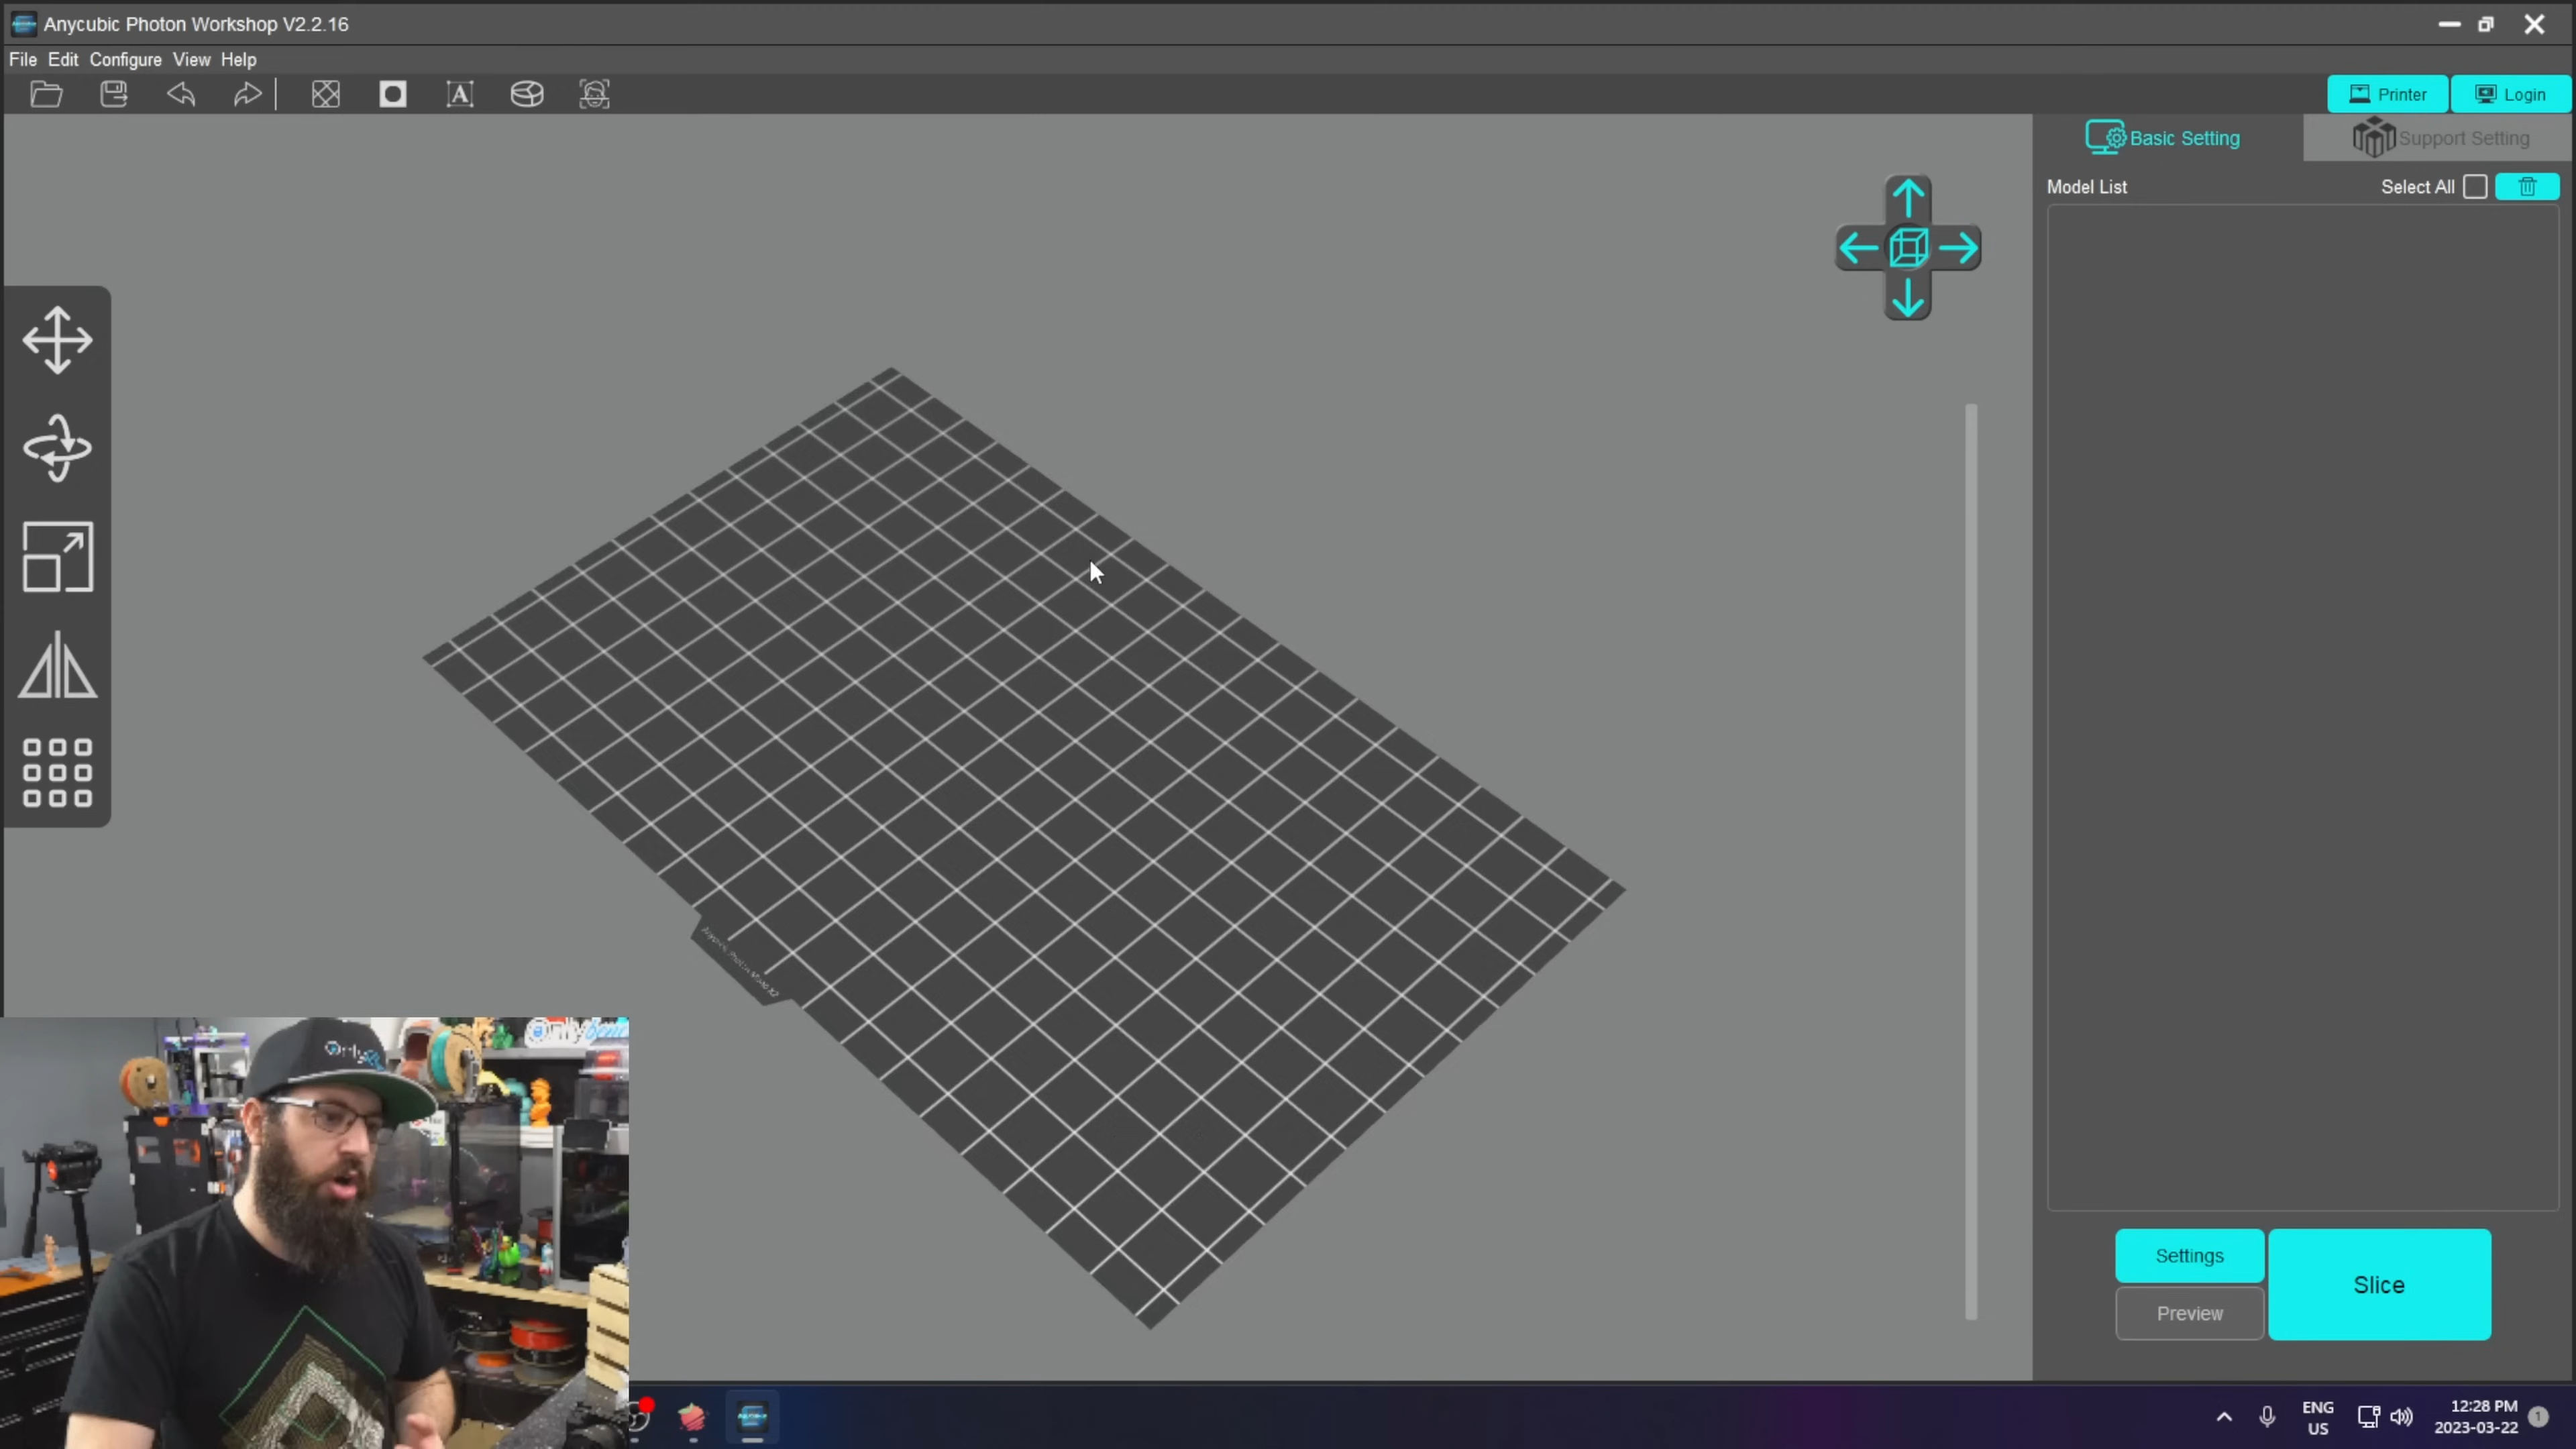 Anycubic Photon Workshop V2.2.16
File Edit Configure View Help
Printer
Login
Basic Setting
Support Setting
Model List
Select All
Settings
Preview
Slice
ENG
US
12:28 PM
2023-03-22
1